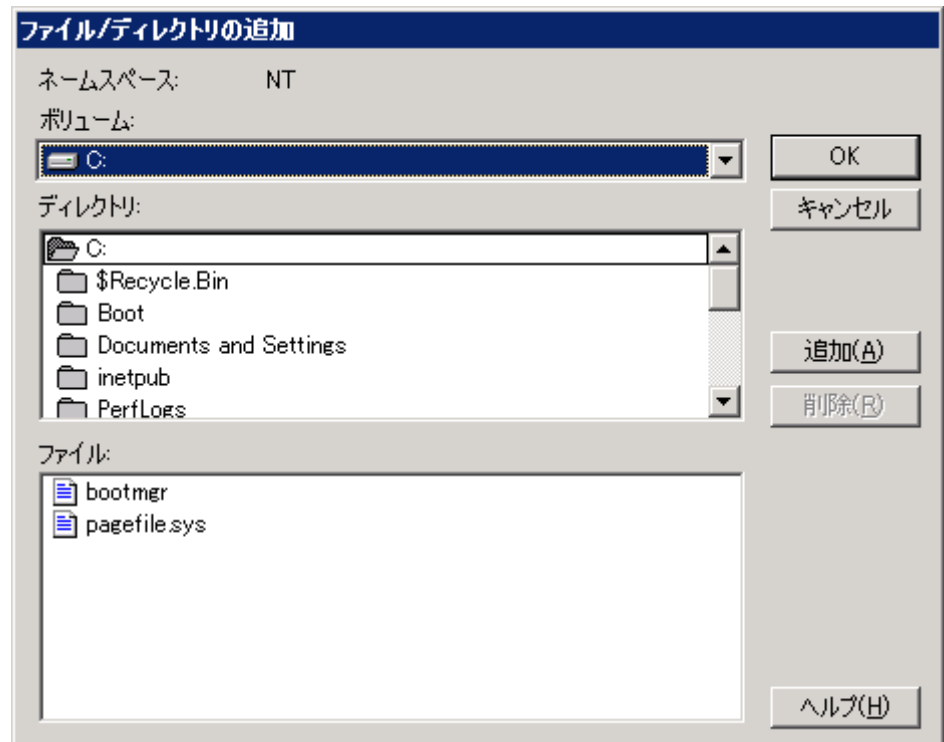 ファイル/ディレクトリの追加
ネームスペース: NT
ボリューム:
C:
OK
キャンセル
ディレクトリ:
C:
$Recycle.Bin
Boot
Documents and Settings
inetpub
PerfLogs
追加(A)
削除(R)
ファイル:
bootmgr
pagefile.sys
ヘルプ(H)